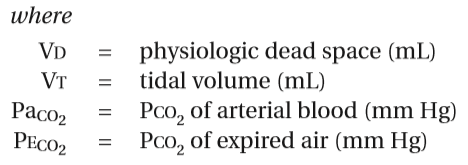 where
VD = physiologic dead space (mL)
VT = tidal volume (mL)
PaCO₂ = PCO₂ of arterial blood (mm Hg)
PECO₂ = PCO₂ of expired air (mm Hg)